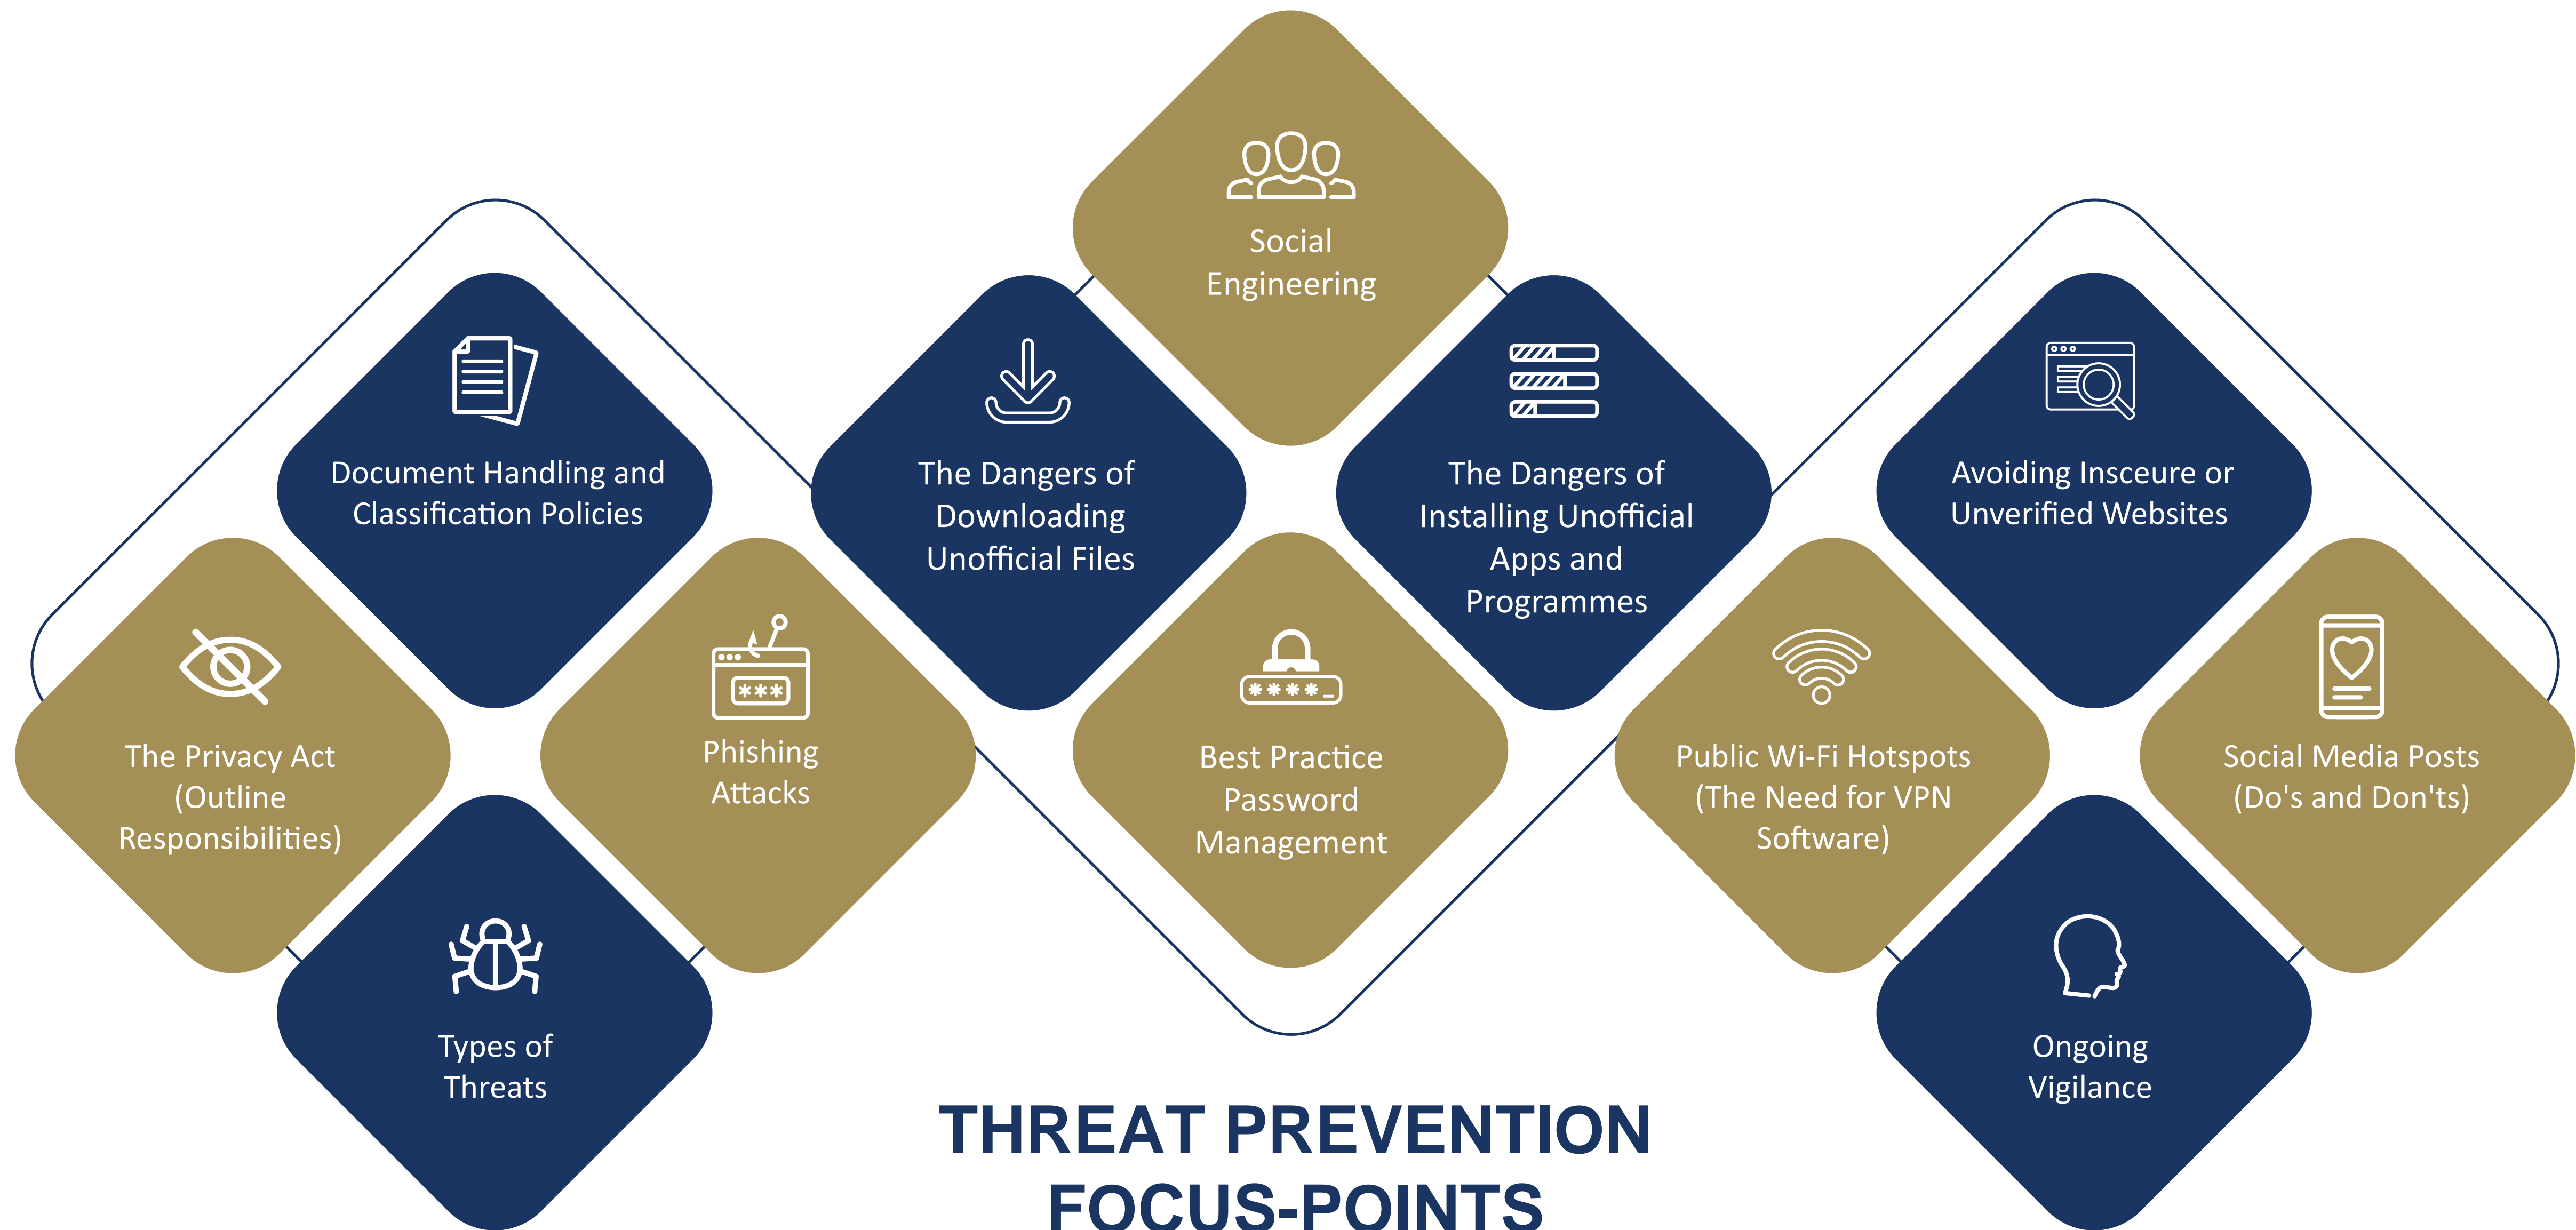 Social
Engineering
Document Handling and
Classification Policies
The Dangers of
Downloading
Unofficial Files
The Dangers of
Installing Unofficial
Apps and
Programmes
Avoiding Insceure or
Unverified Websites
The Privacy Act
(Outline
Responsibilities)
Phishing
Attacks
Best Practice
Password
Management
Public Wi-Fi Hotspots
(The Need for VPN
Software)
Social Media Posts
(Do's and Don'ts)
Types of
Threats
Ongoing
Vigilance
THREAT PREVENTION
FOCUS-POINTS